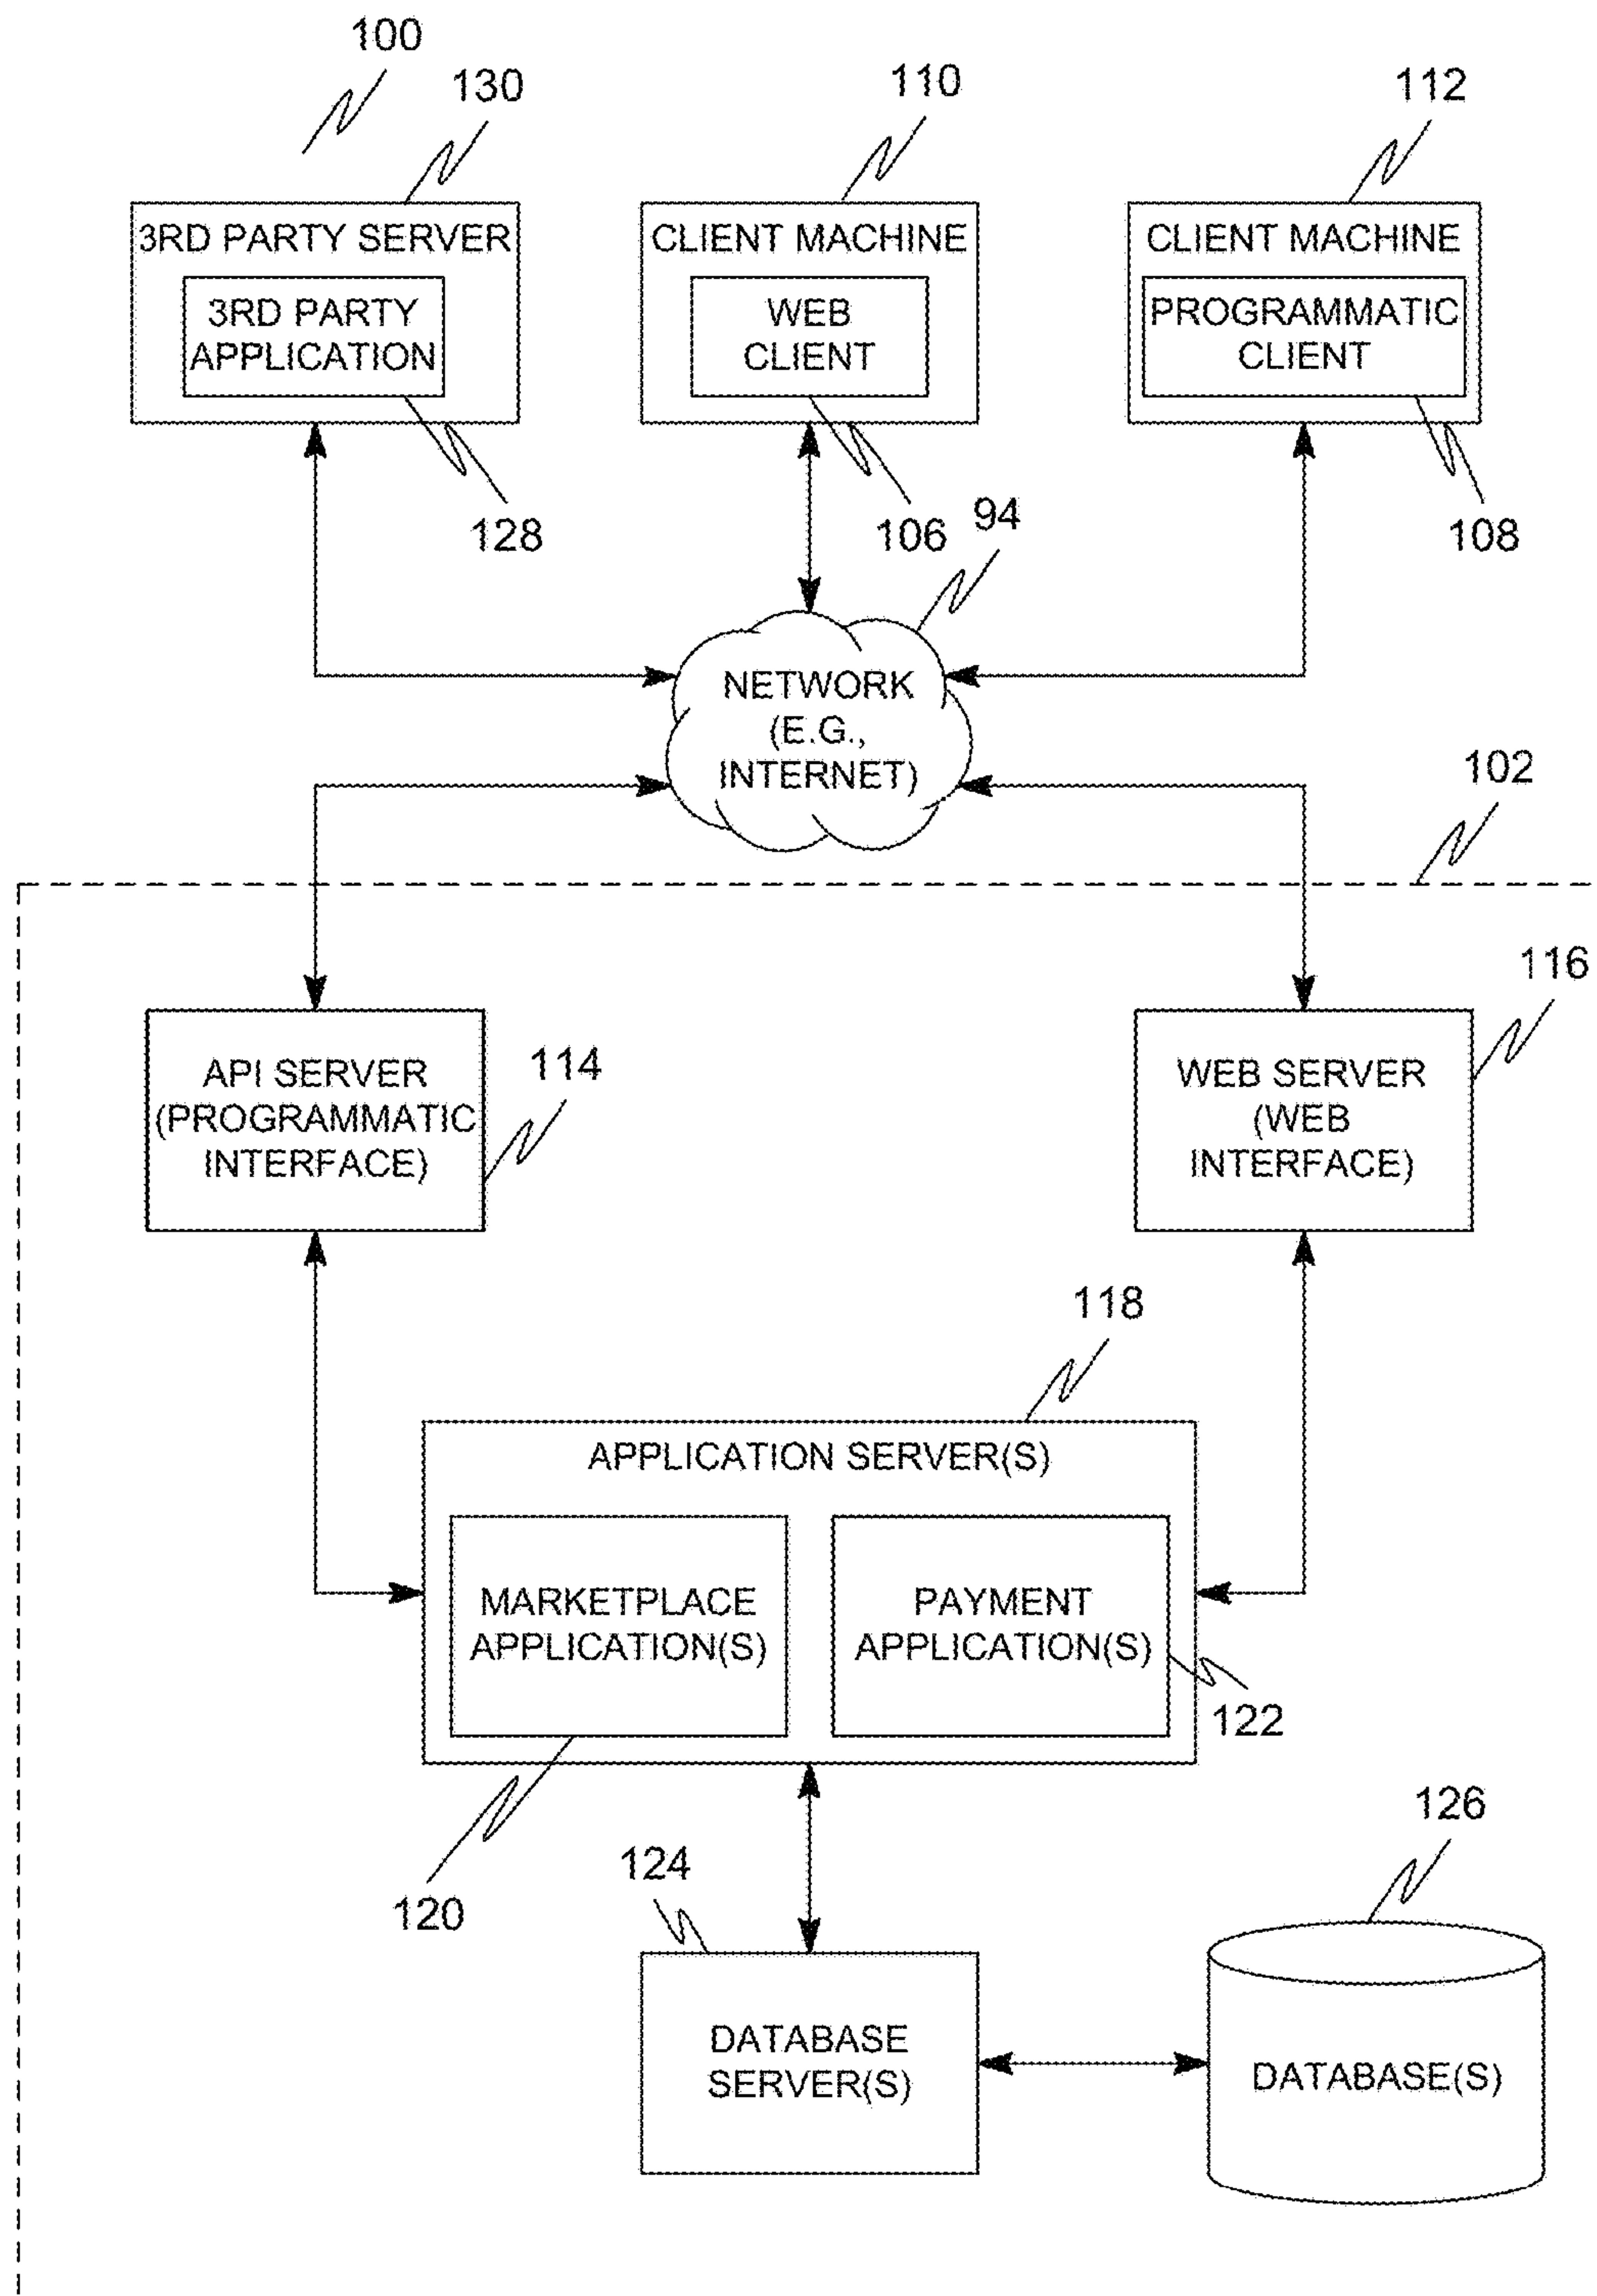 100
130
110
112
3RD PARTY SERVER
3RD PARTY
APPLICATION
CLIENT MACHINE
WEB
CLIENT
CLIENT MACHINE
PROGRAMMATIC
CLIENT
128
106
94
108
NETWORK
(E.G.,
INTERNET)
102
116
API SERVER
(PROGRAMMATIC
INTERFACE)
114
WEB SERVER
(WEB
INTERFACE)
118
APPLICATION SERVER(S)
MARKETPLACE
APPLICATION(S)
PAYMENT
APPLICATION(S)
122
120
124
126
DATABASE
SERVER(S)
DATABASE(S)